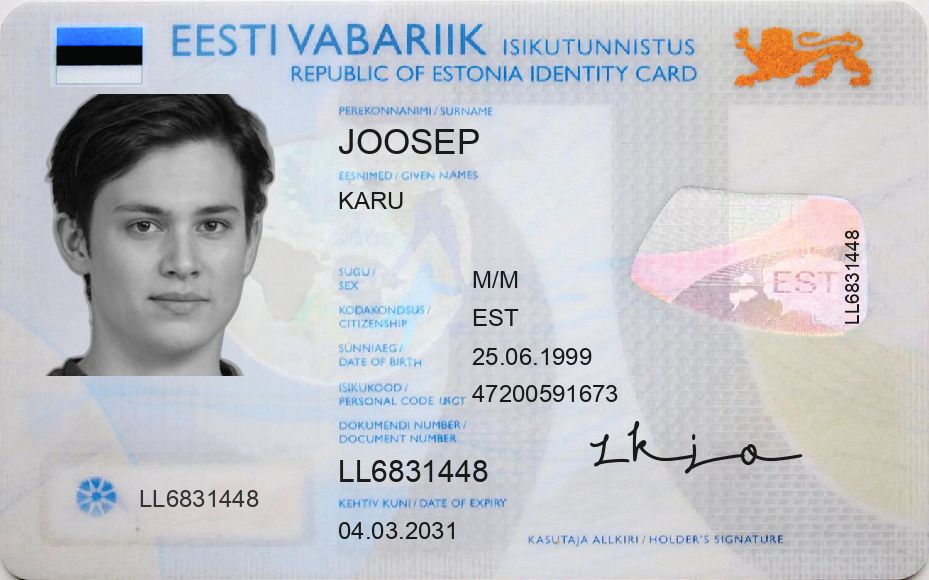 EESTI VABARIIK ISIKUTUNNISTUS
REPUBLIC OF ESTONIA IDENTITY CARD
PEREKONNANIMI / SURNAME
JOOSEP
EESNIMED / GIVEN NAMES
KARU
SUGU /
SEX
M/M
KODAKONDSUS /
CITIZENSHIP
EST
SÜNNIAEG /
DATE OF BIRTH
25.06.1999
ISIKUKOOD /
PERSONAL CODE
47200591673
DOKUMENDI NUMBER /
DOCUMENT NUMBER
LL6831448
KEHTIV KUNI / DATE OF EXPIRY
04.03.2031
LL6831448
EST
LL6831448
KASUTAJA ALLKIRI / HOLDER'S SIGNATURE